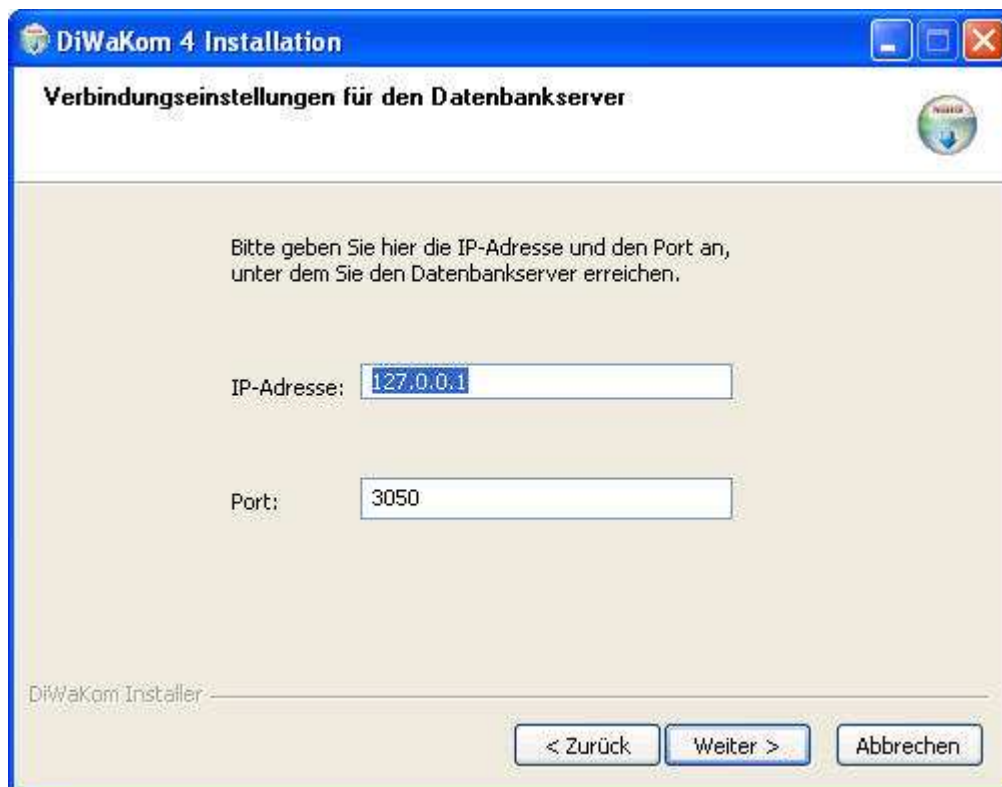 DiWaKom 4 Installation
Verbindungseinstellungen für den Datenbankserver
Bitte geben Sie hier die IP-Adresse und den Port an,
unter dem Sie den Datenbankserver erreichen.
IP-Adresse: 127.0.0.1
Port: 3050
DiWaKom Installer
< Zurück Weiter > Abbrechen